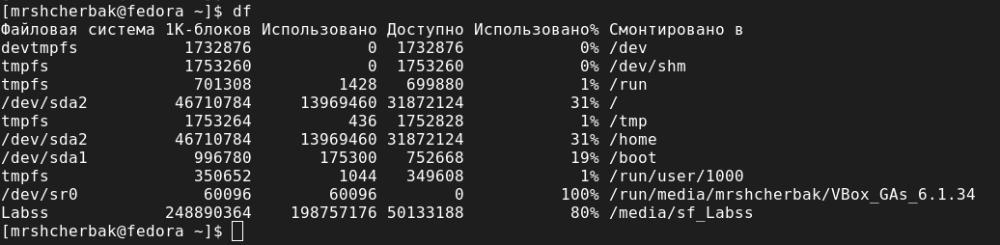 [mrshcherbak@fedora ~]$ df
Файловая система 1K-блоков Использовано Доступно Использовано% Смонтировано в
devtmpfs 1732876 0 1732876 0% /dev
tmpfs 1753260 0 1753260 0% /dev/shm
tmpfs 701308 1428 699880 1% /run
/dev/sda2 46710784 13969460 31872124 31% /
tmpfs 1753264 436 1752828 1% /tmp
/dev/sda2 46710784 13969460 31872124 31% /home
/dev/sda1 996780 175300 752668 19% /boot
tmpfs 350652 1044 349608 1% /run/user/1000
/dev/sr0 60096 60096 0 100% /run/media/mrshcherbak/VBox_GAs_6.1.34
Labss 248890364 198757176 50133188 80% /media/sf_Labss
[mrshcherbak@fedora ~]$